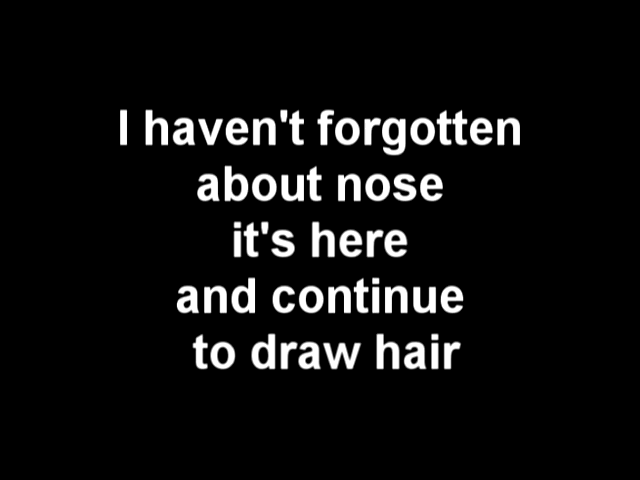 I haven't forgotten
about nose
it's here
and continue
to draw hair